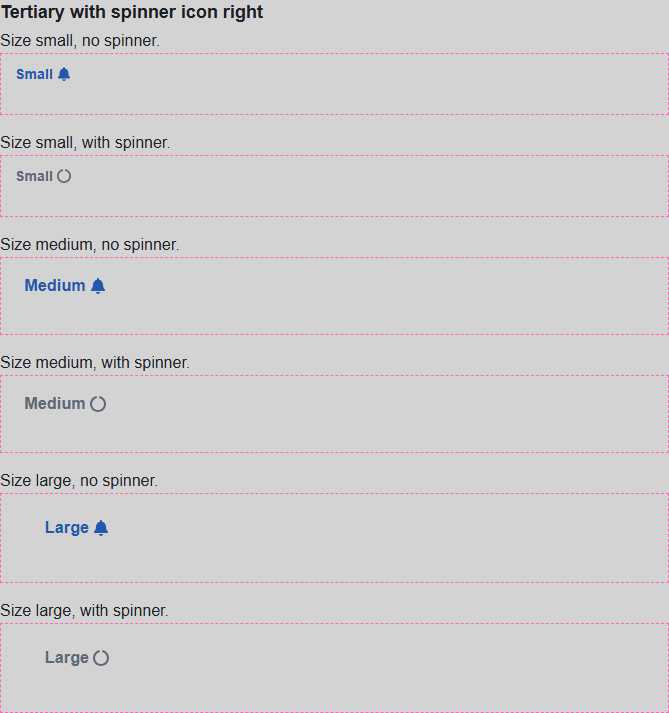 Tertiary with spinner icon right
Size small, no spinner.
Small
Size small, with spinner.
Small
Size medium, no spinner.
Medium
Size medium, with spinner.
Medium
Size large, no spinner.
Large
Size large, with spinner.
Large